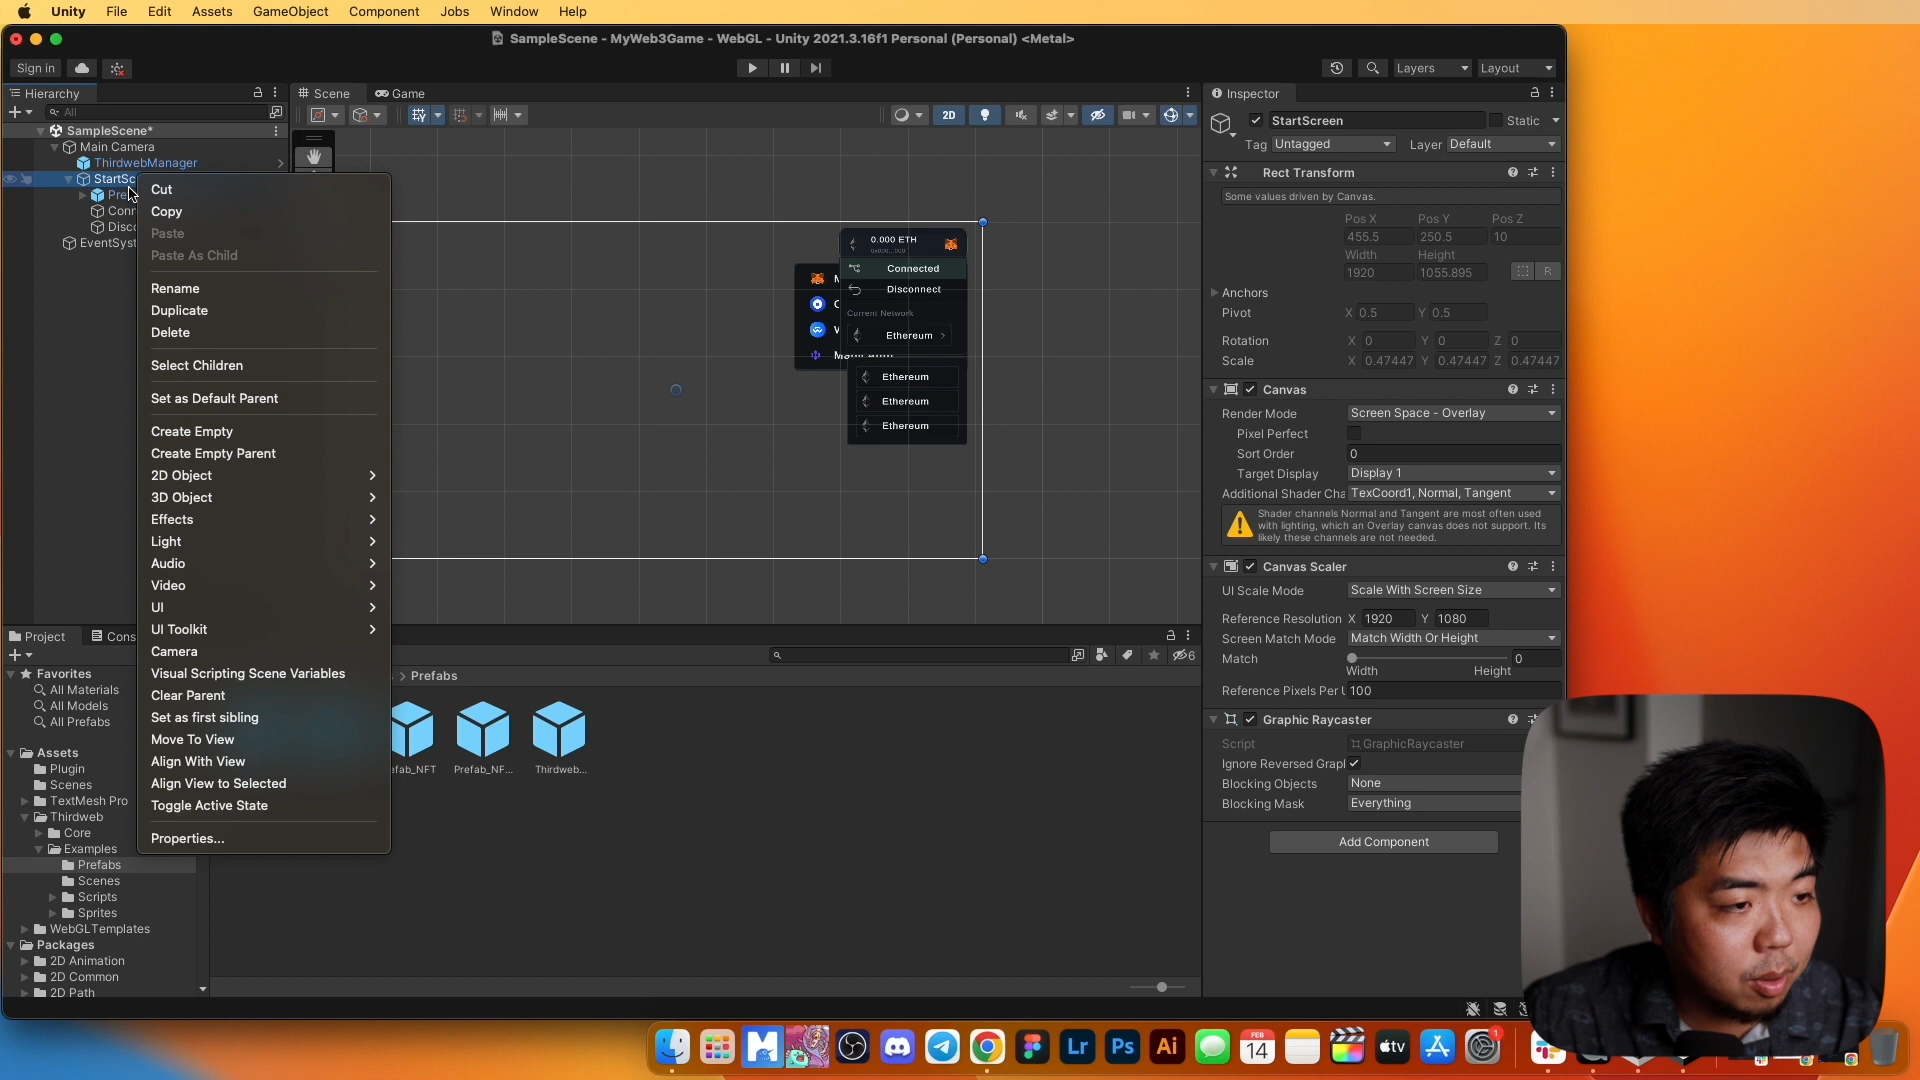 Unity File Edit Assets GameObject Component Jobs Window Help
SampleScene - MyWeb3Game - WebGL - Unity 2021.3.16f1 Personal (Personal) <Metal>
Sign in
Layers
Layout
Hierarchy
All
SampleScene*
Main Camera
ThirdwebManager
StartSc
Pre
Conn
Disco
EventSyst
Cut
Copy
Paste
Paste As Child
Rename
Duplicate
Delete
Select Children
Set as Default Parent
Create Empty
Create Empty Parent
2D Object
3D Object
Effects
Light
Audio
Video
UI
UI Toolkit
Camera
Visual Scripting Scene Variables
Clear Parent
Set as first sibling
Move To View
Align With View
Align View to Selected
Toggle Active State
Properties...
Scene
Game
2D
0.000 ETH
Connected
Disconnect
Current Network
Ethereum
Ethereum
Ethereum
Ethereum
Inspector
StartScreen
Static
Tag Untagged
Layer Default
Rect Transform
Some values driven by Canvas.
Pos X Pos Y Pos Z
455.5 250.5 10
Width Height
1920 1055.895
R
Anchors
Pivot X 0.5 Y 0.5
Rotation X 0 Y 0 Z 0
Scale X 0.47447 Y 0.47447 Z 0.47447
Canvas
Render Mode Screen Space - Overlay
Pixel Perfect
Sort Order 0
Target Display Display 1
Additional Shader Cha TexCoord1, Normal, Tangent
Shader channels Normal and Tangent are most often used
with lighting, which an Overlay canvas does not support. Its
likely these channels are not needed.
Canvas Scaler
UI Scale Mode Scale With Screen Size
Reference Resolution X 1920 Y 1080
Screen Match Mode Match Width Or Height
Match 0
Width Height
Reference Pixels Per U 100
Graphic Raycaster
Script GraphicRaycaster
Ignore Reversed Grapl
Blocking Objects None
Blocking Mask Everything
Add Component
Project
Cons
6
Favorites
All Materials
All Models
All Prefabs
Assets
Plugin
Scenes
TextMesh Pro
Thirdweb
Core
Examples
Prefabs
Scenes
Scripts
Sprites
WebGLTemplates
Packages
2D Animation
2D Common
2D Path
> Prefabs
efab_NFT
Prefab_NF...
Thirdweb...
Lr
Ps
Ai
FEB
14
tv
1